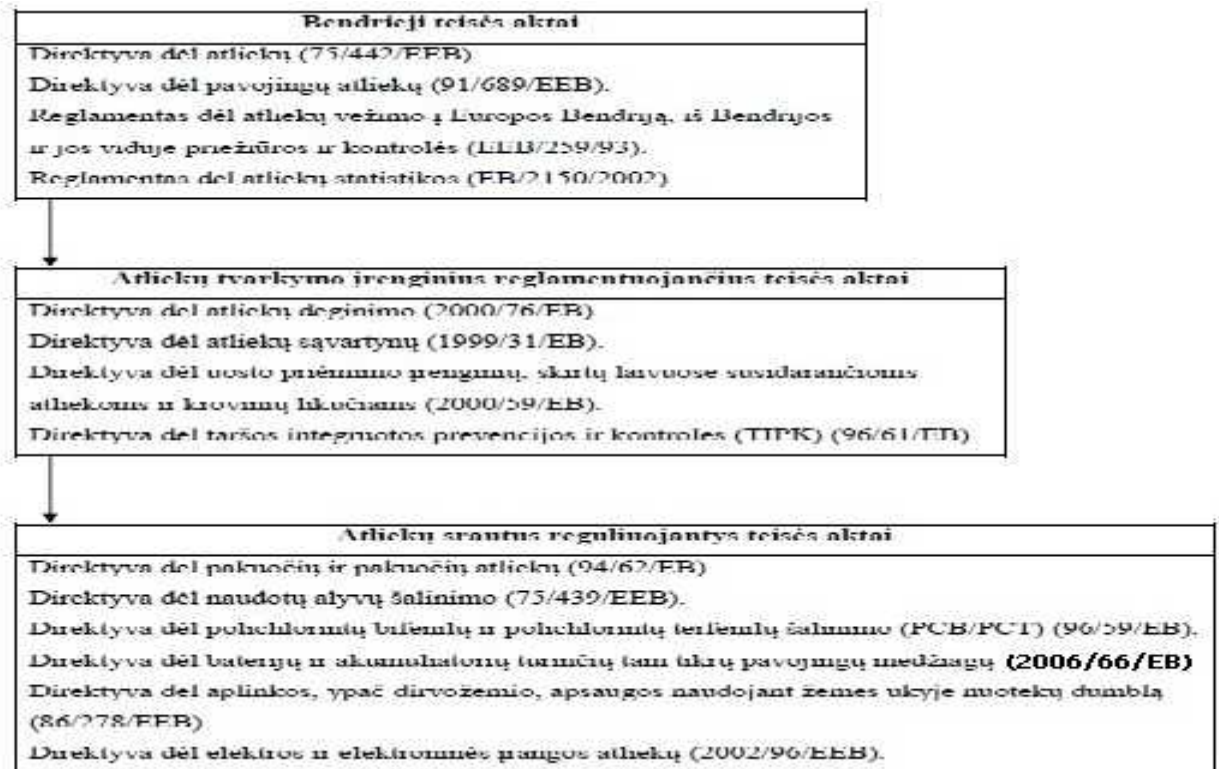 Bendrieji teisės aktai
Direktyva dėl atliekų (75/442/EEB)
Direktyva dėl pavojingų atliekų (91/689/EEB).
Reglamentas dėl atliekų vežimo į Europos Bendriją, iš Bendrijos
ir jos viduje priežiūros ir kontrolės (EEB/259/93).
Reglamentas dėl atliekų statistikos (EB/2150/2002)
Atliekų tvarkymo įrenginius reglamentuojančius teisės aktai
Direktyva dėl atliekų deginimo (2000/76/EB)
Direktyva dėl atliekų sąvartynų (1999/31/EB).
Direktyva dėl uosto priėmimo įrenginių, skirtų laivuose susidarančioms
atliekoms ir krovinių likučiams (2000/59/EB).
Direktyva dėl taršos integruotos prevencijos ir kontrolės (TIPK) (96/61/EB)
Atliekų srautus reguliuojantys teisės aktai
Direktyva dėl pakuočių ir pakuočių atliekų (94/62/EB)
Direktyva dėl naudotų alyvų šalinimo (75/439/EEB).
Direktyva dėl polichlorintų bifenilų ir polichlorintų terfenilų šalinimo (PCB/PCT) (96/59/EB).
Direktyva dėl baterijų ir akumuliatorių turinčių tam tikrų pavojingų medžiagų (2006/66/EB)
Direktyva dėl aplinkos, ypač dirvožemio, apsaugos naudojant žemės ūkyje nuotekų dumblą
(86/278/EEB)
Direktyva dėl elektros ir elektroninės įrangos atliekų (2002/96/EEB).